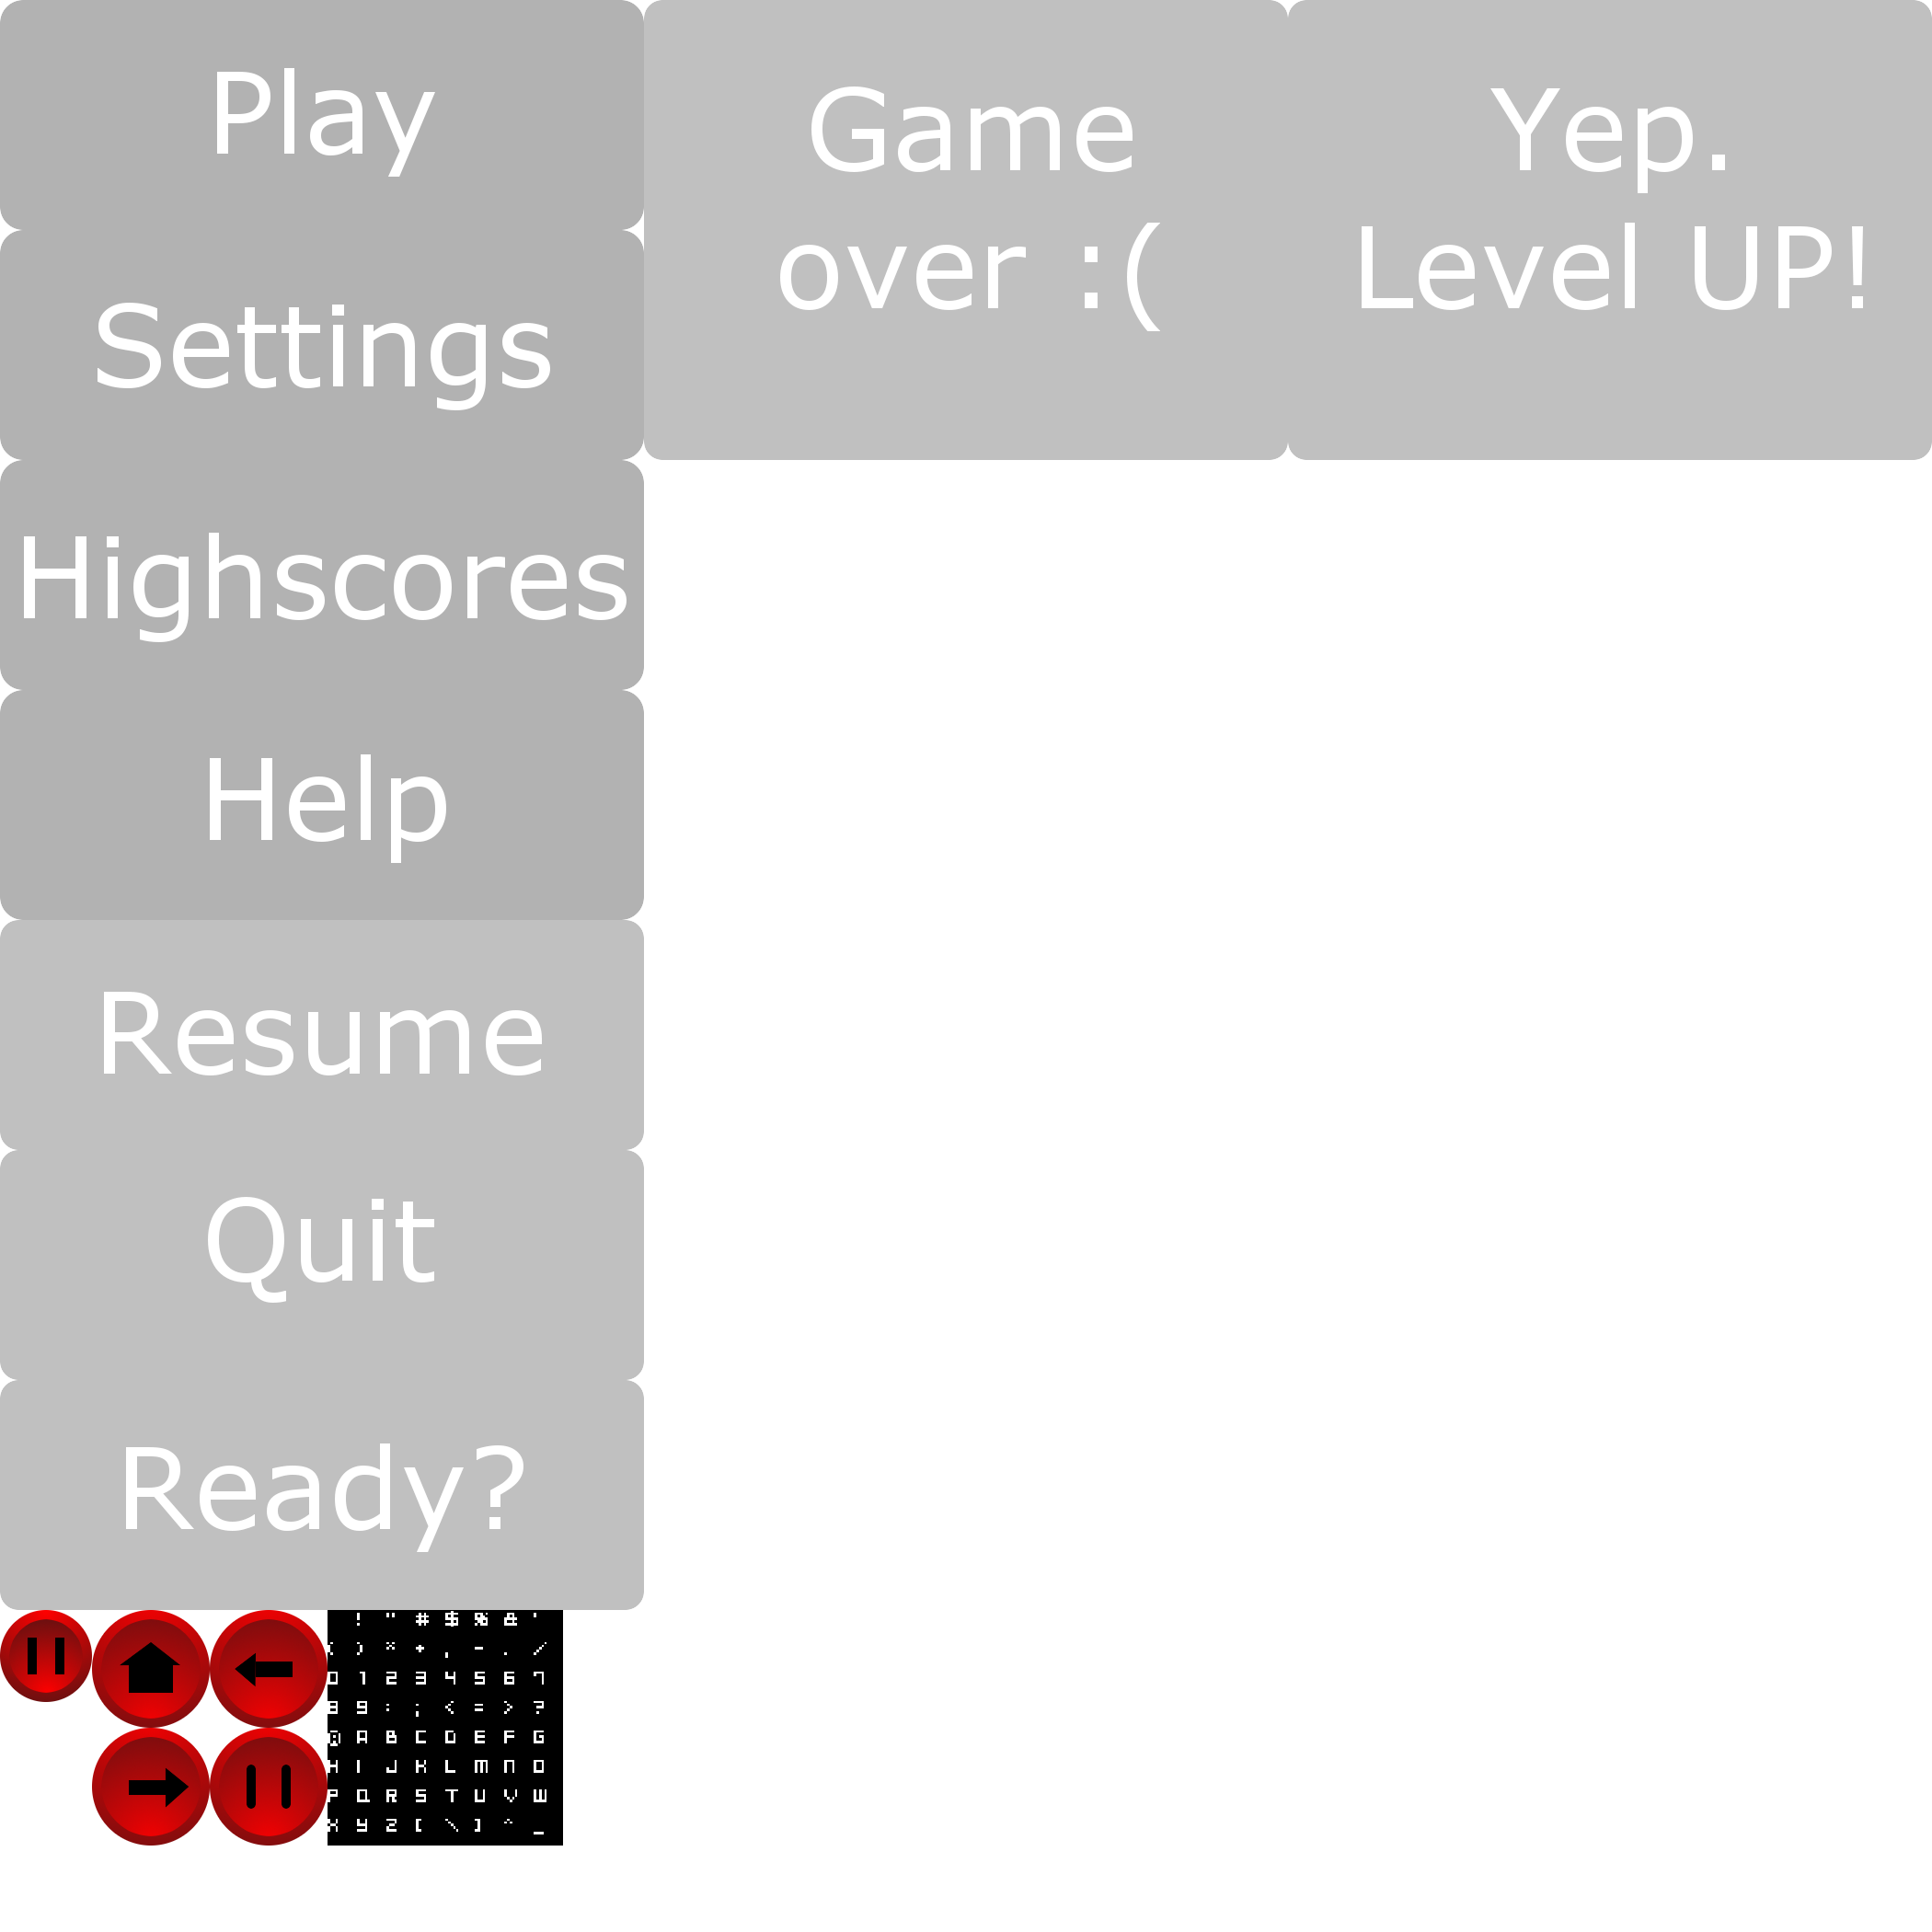 Play
Settings
Highscores
Help
Resume
Quit
Ready?
Game
over :(
Yep.
Level UP!
! " # $ % & '
( ) * + , - . /
0 1 2 3 4 5 6 7
8 9 : ; < = > ?
@ A B C D E F G
H I J K L M N O
P Q R S T U V W
X Y Z [ \ ] ^ _